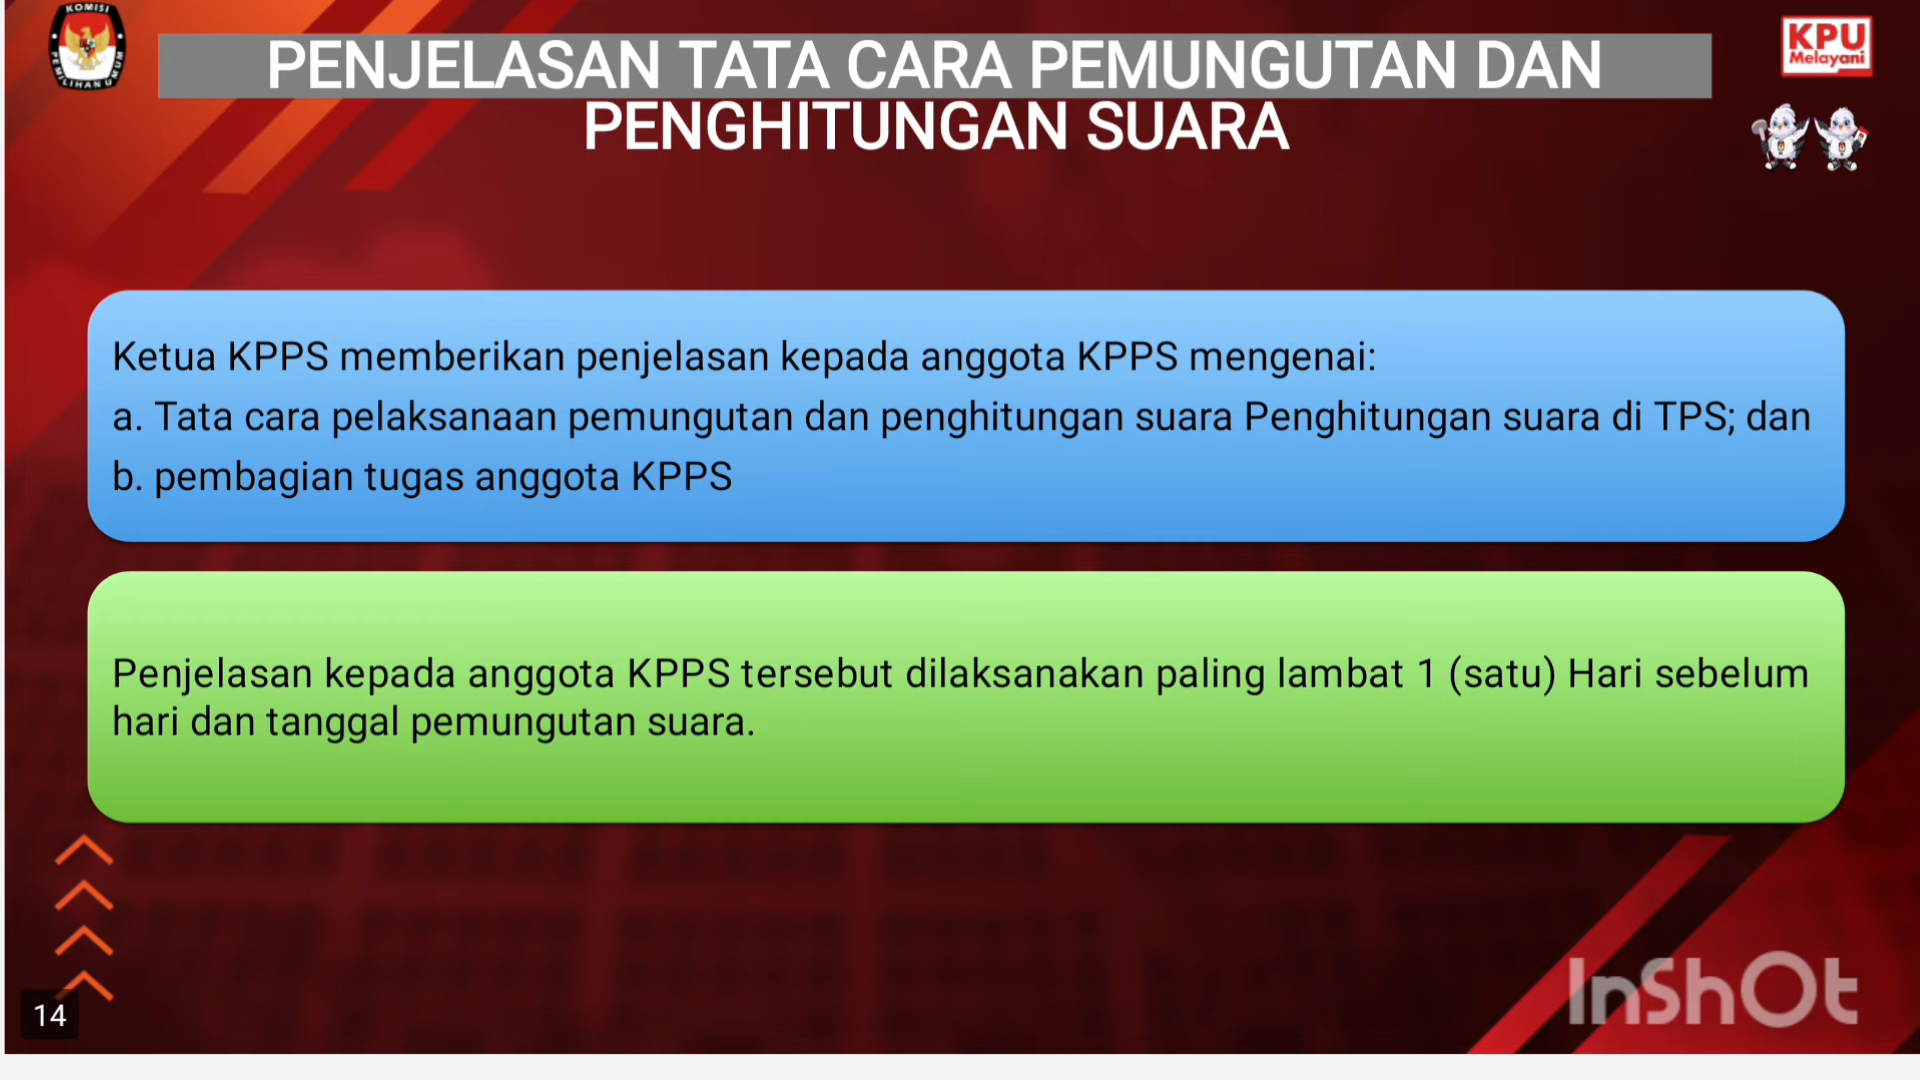 KOMISI
PEMILIHAN UMUM
PENJELASAN TATA CARA PEMUNGUTAN DAN
PENGHITUNGAN SUARA
KPU
Melayani
Ketua KPPS memberikan penjelasan kepada anggota KPPS mengenai:
a. Tata cara pelaksanaan pemungutan dan penghitungan suara Penghitungan suara di TPS; dan
b. pembagian tugas anggota KPPS
Penjelasan kepada anggota KPPS tersebut dilaksanakan paling lambat 1 (satu) Hari sebelum
hari dan tanggal pemungutan suara.
14
InShOt